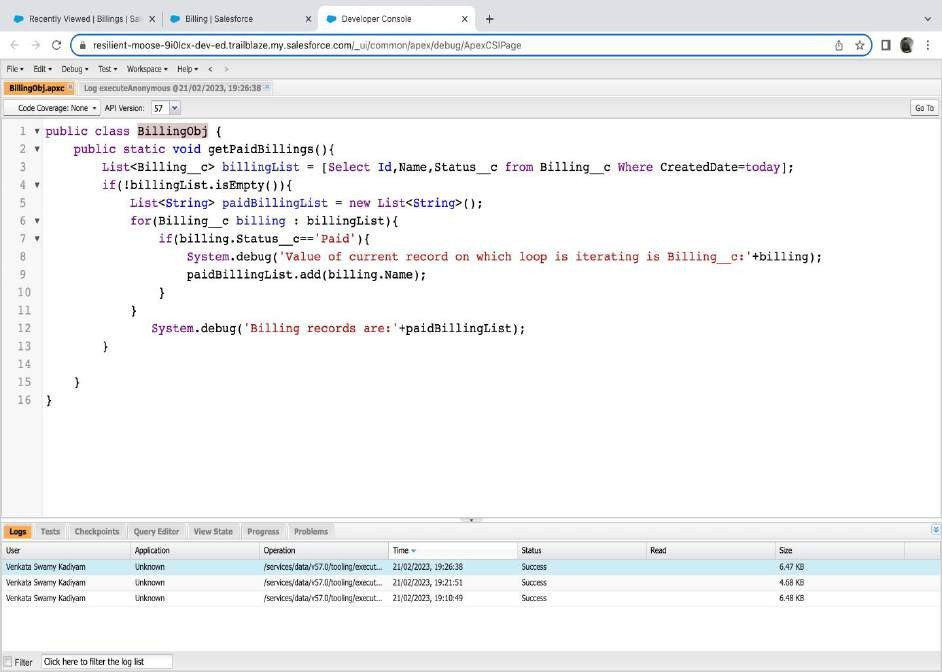 Recently Viewed | Billings | Sal
Billing | Salesforce
Developer Console
resilient-moose-9i0lcx-dev-ed.trailblaze.my.salesforce.com/_ui/common/apex/debug/ApexCSIPage
File Edit Debug Test Workspace Help < >
BillingObj.apxc Log executeAnonymous @21/02/2023, 19:26:38
Code Coverage: None API Version: 57 Go To
1 public class BillingObj {
2 public static void getPaidBillings(){
3 List<Billing__c> billingList = [Select Id,Name,Status__c from Billing__c Where CreatedDate=today];
4 if(!billingList.isEmpty()){
5 List<String> paidBillingList = new List<String>();
6 for(Billing__c billing : billingList){
7 if(billing.Status__c=='Paid'){
8 System.debug('Value of current record on which loop is iterating is Billing__c:'+billing);
9 paidBillingList.add(billing.Name);
10 }
11 }
12 System.debug('Billing records are:'+paidBillingList);
13 }
14
15 }
16 }
Logs Tests Checkpoints Query Editor View State Progress Problems
User Application Operation Time Status Read Size
Venkata Swamy Kadiyam Unknown /services/data/v57.0/tooling/execut... 21/02/2023, 19:26:38 Success 6.47 KB
Venkata Swamy Kadiyam Unknown /services/data/v57.0/tooling/execut... 21/02/2023, 19:21:51 Success 4.68 KB
Venkata Swamy Kadiyam Unknown /services/data/v57.0/tooling/execut... 21/02/2023, 19:10:49 Success 6.48 KB
Filter Click here to filter the log list